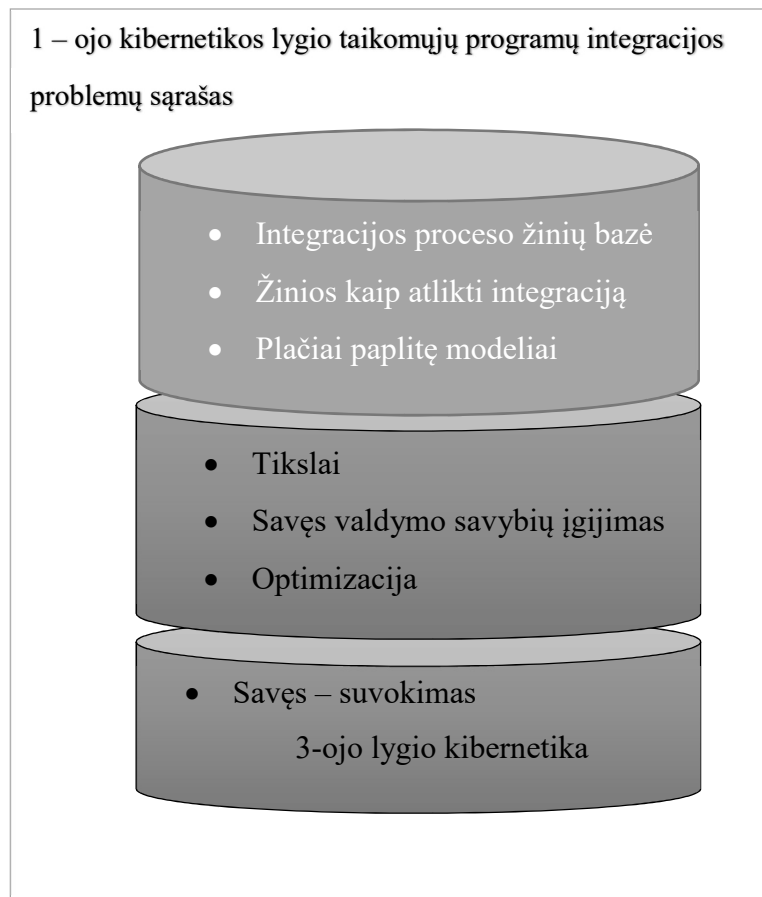 1 – ojo kibernetikos lygio taikomųjų programų integracijos
problemų sąrašas
• Integracijos proceso žinių bazė
• Žinios kaip atlikti integraciją
• Plačiai paplitę modeliai
• Tikslai
• Savęs valdymo savybių įgijimas
• Optimizacija
• Savęs – suvokimas
3-ojo lygio kibernetika